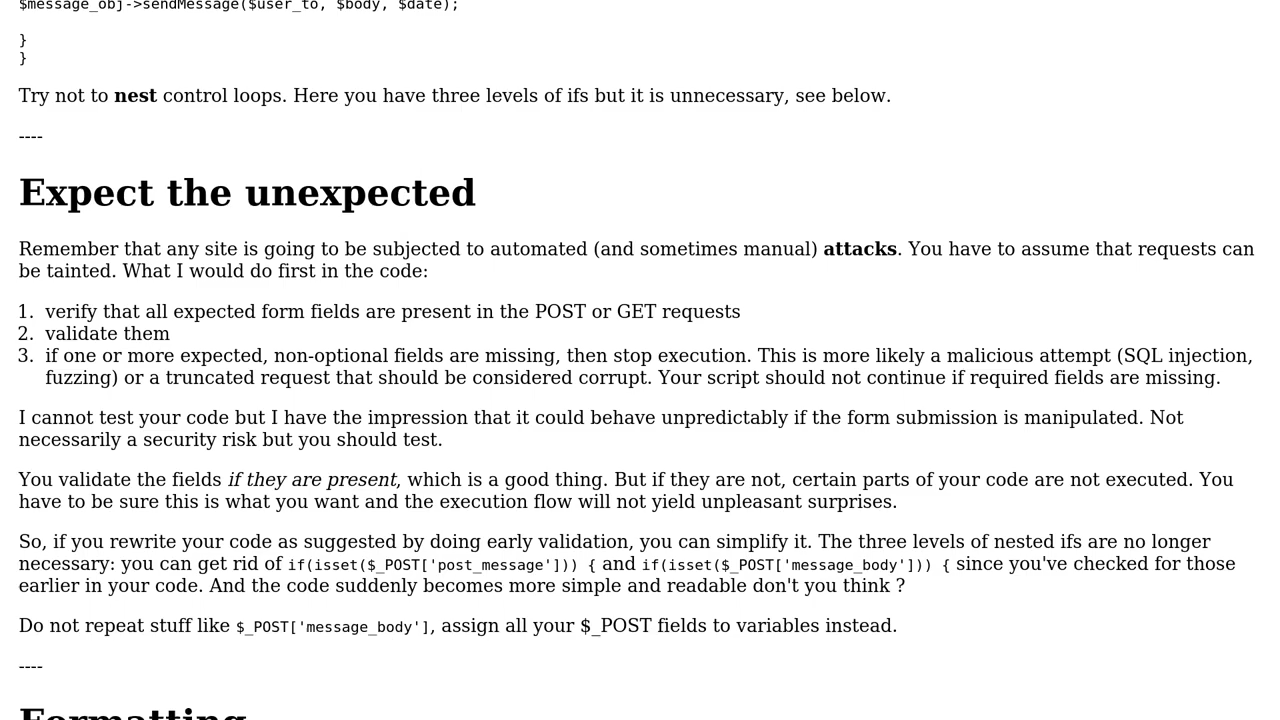 $message_obj->sendMessage($user_to, $body, $date);
}
}
Try not to nest control loops. Here you have three levels of ifs but it is unnecessary, see below.
----
Expect the unexpected
Remember that any site is going to be subjected to automated (and sometimes manual) attacks. You have to assume that requests can
be tainted. What I would do first in the code:
1. verify that all expected form fields are present in the POST or GET requests
2. validate them
3. if one or more expected, non-optional fields are missing, then stop execution. This is more likely a malicious attempt (SQL injection,
fuzzing) or a truncated request that should be considered corrupt. Your script should not continue if required fields are missing.
I cannot test your code but I have the impression that it could behave unpredictably if the form submission is manipulated. Not
necessarily a security risk but you should test.
You validate the fields if they are present, which is a good thing. But if they are not, certain parts of your code are not executed. You
have to be sure this is what you want and the execution flow will not yield unpleasant surprises.
So, if you rewrite your code as suggested by doing early validation, you can simplify it. The three levels of nested ifs are no longer
necessary: you can get rid of if(isset($_POST['post_message'])) { and if(isset($_POST['message_body'])) { since you've checked for those
earlier in your code. And the code suddenly becomes more simple and readable don't you think ?
Do not repeat stuff like $_POST['message_body'], assign all your $_POST fields to variables instead.
----
Formatting